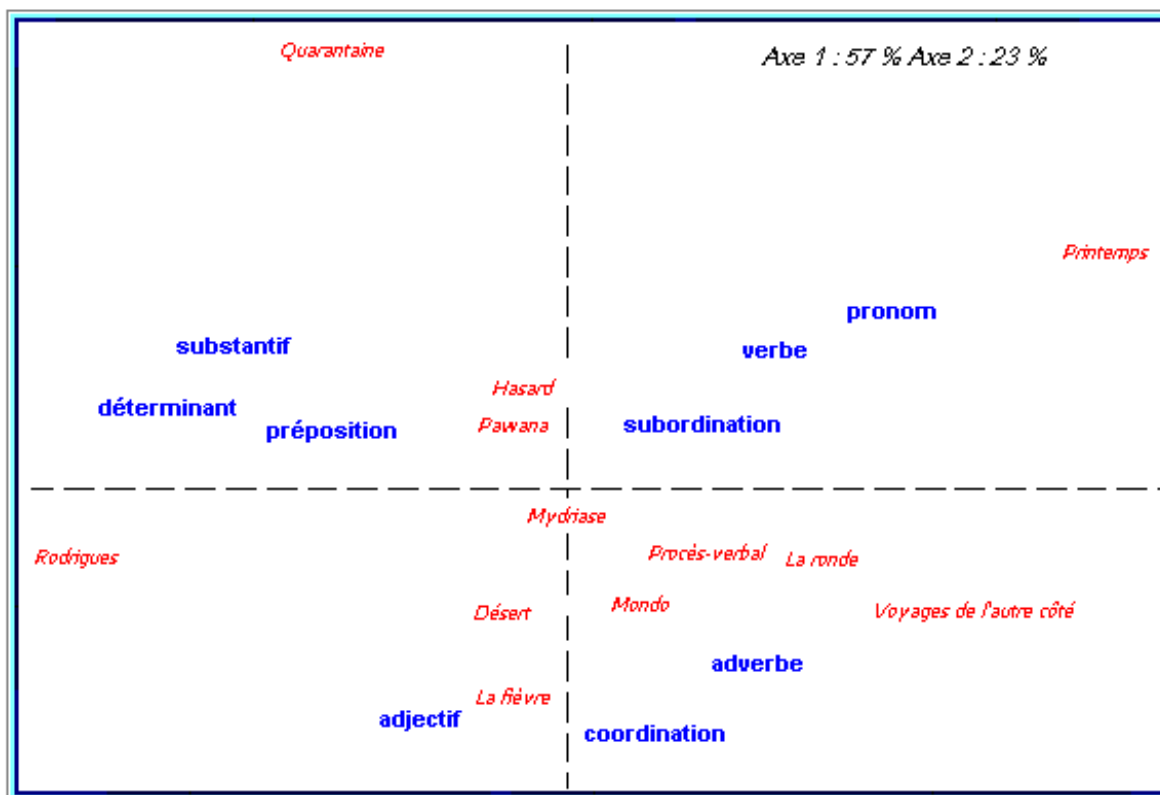 Quarantaine
Axe 1 : 57 % Axe 2 : 23 %
Printemps
pronom
substantif
verbe
Hasard
déterminant
préposition
Pawana
subordination
Mydriase
Rodrigues
Procès-verbal
La ronde
Désert
Mondo
Voyages de l'autre côté
adverbe
La fièvre
adjectif
coordination